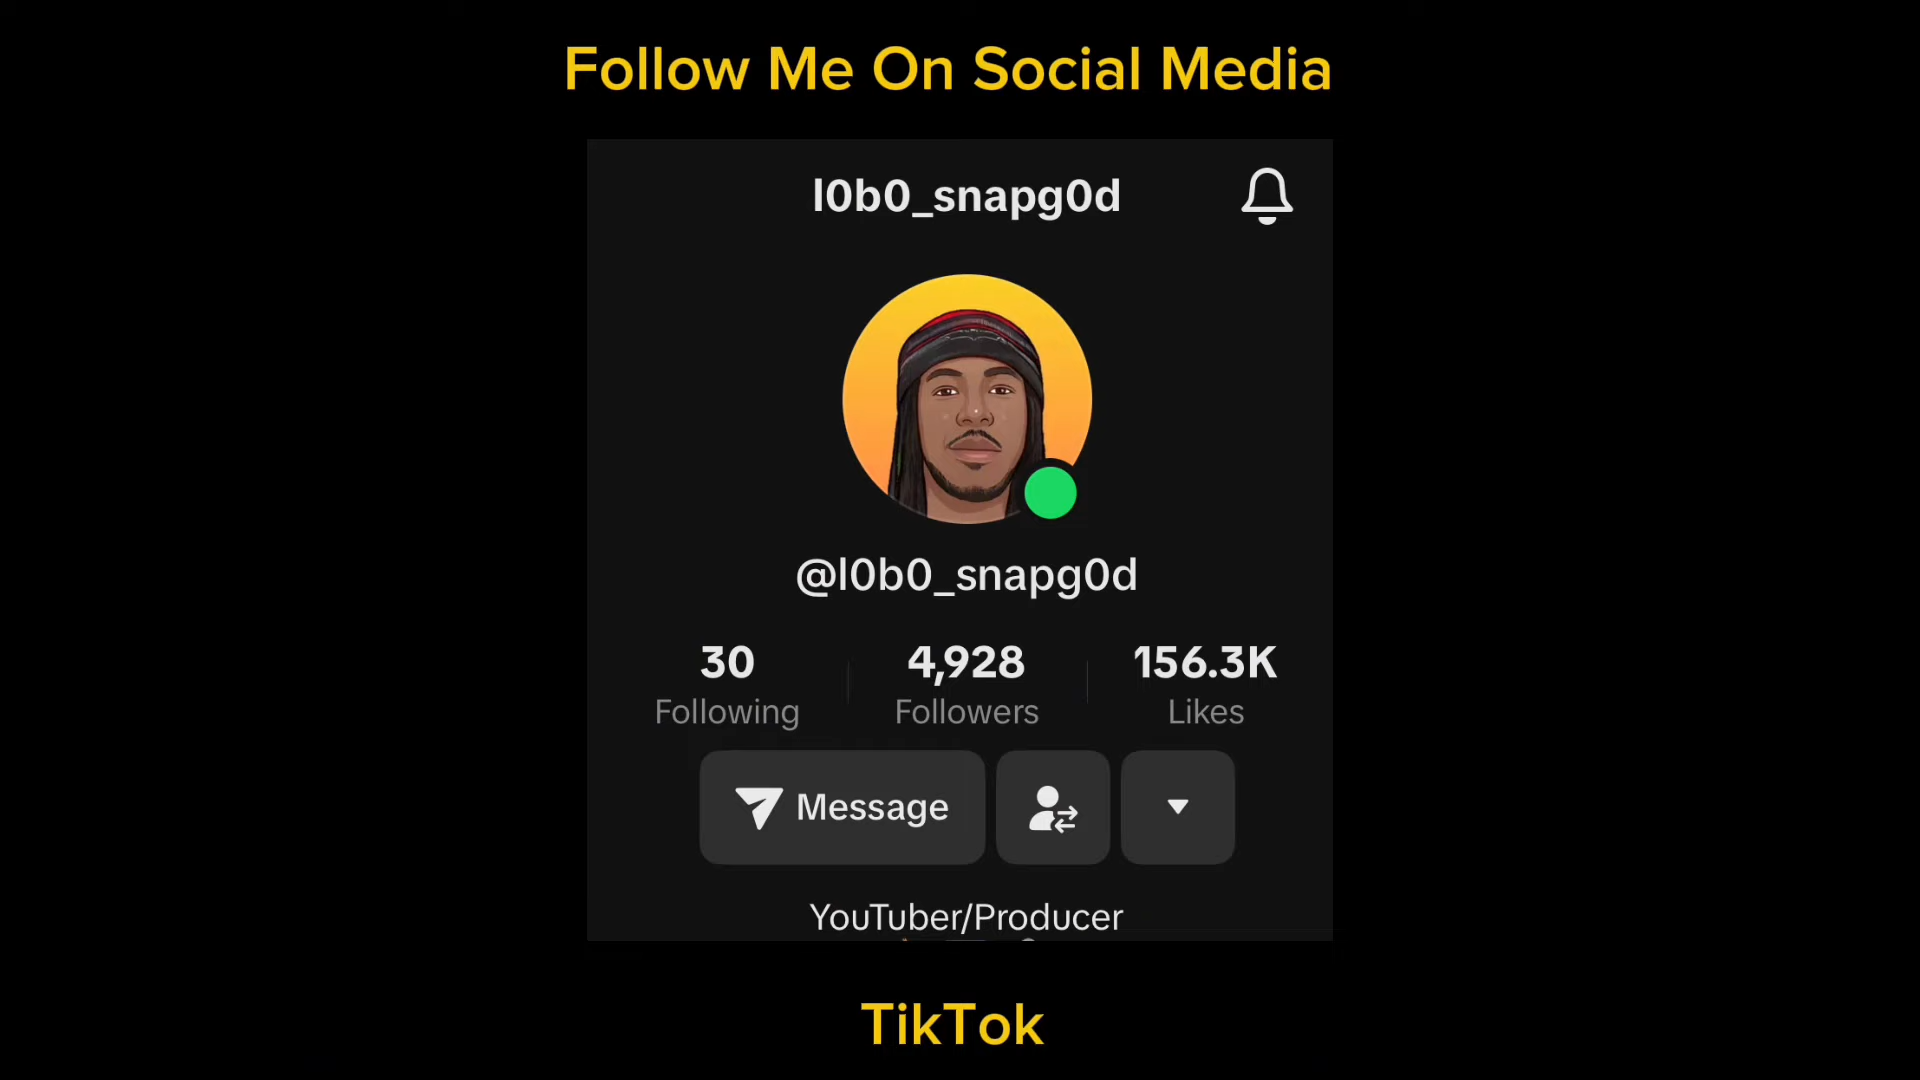 Follow Me On Social Media
l0b0_snapg0d
@l0b0_snapg0d
30 4,928 156.3K
Following Followers Likes
Message
YouTuber/Producer
TikTok